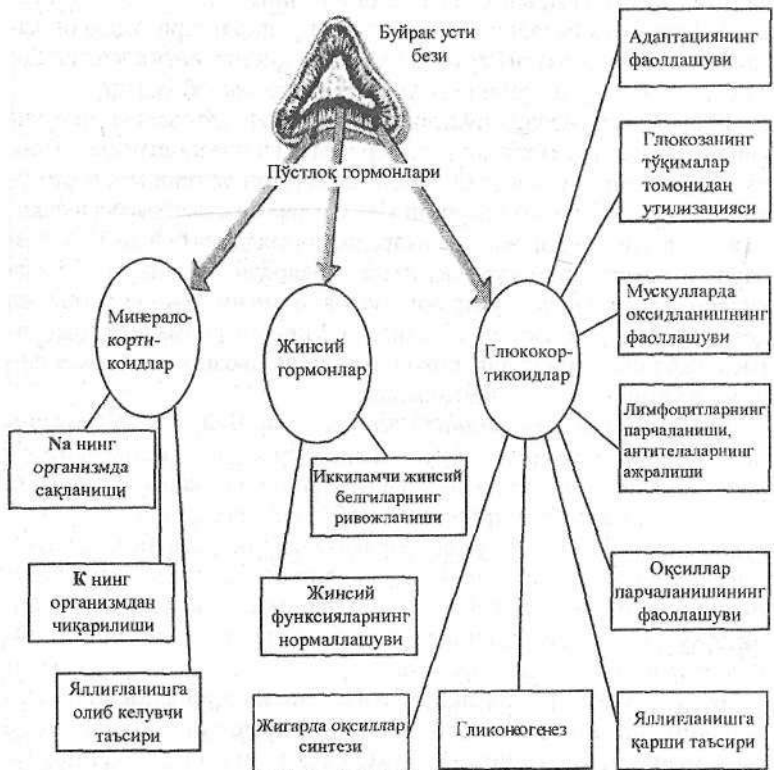 Буйрак усти
бези
Пўстлоқ гормонлари
Минерало-
корти-
коидлар
Жинсий
гормонлар
Глюкокор-
тикоидлар
Na нинг
организмда
сақланиши
К нинг
организмдан
чиқарилиши
Яллиғланишга
олиб келувчи
таъсири
Иккиламчи жинсий
белгиларнинг
ривожланиши
Жинсий
функсияларнинг
нормаллашуви
Адаптациянинг
фаоллашуви
Глюкозанинг
тўқималар
томонидан
утилизацияси
Мускулларда
оксидланишнинг
фаоллашуви
Лимфоцитларнинг
парчаданиши,
антителаларнинг
ажралиши
Оқсиллар
парчаланишининг
фаоллашуви
Жигарда оқсиллар
синтези
Гликонеогенез
Яллиғланишга
қарши таъсири